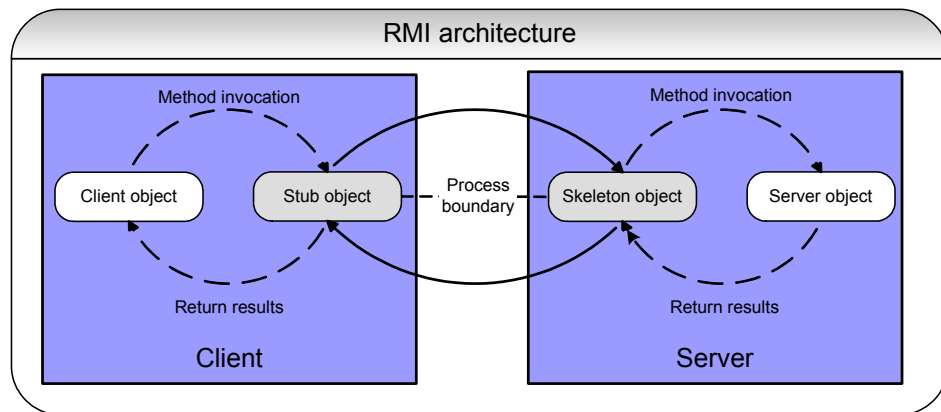 RMI architecture
Method invocation
Method invocation
Client object
Stub object
Process
boundary
Skeleton object
Server object
Return results
Return results
Client
Server